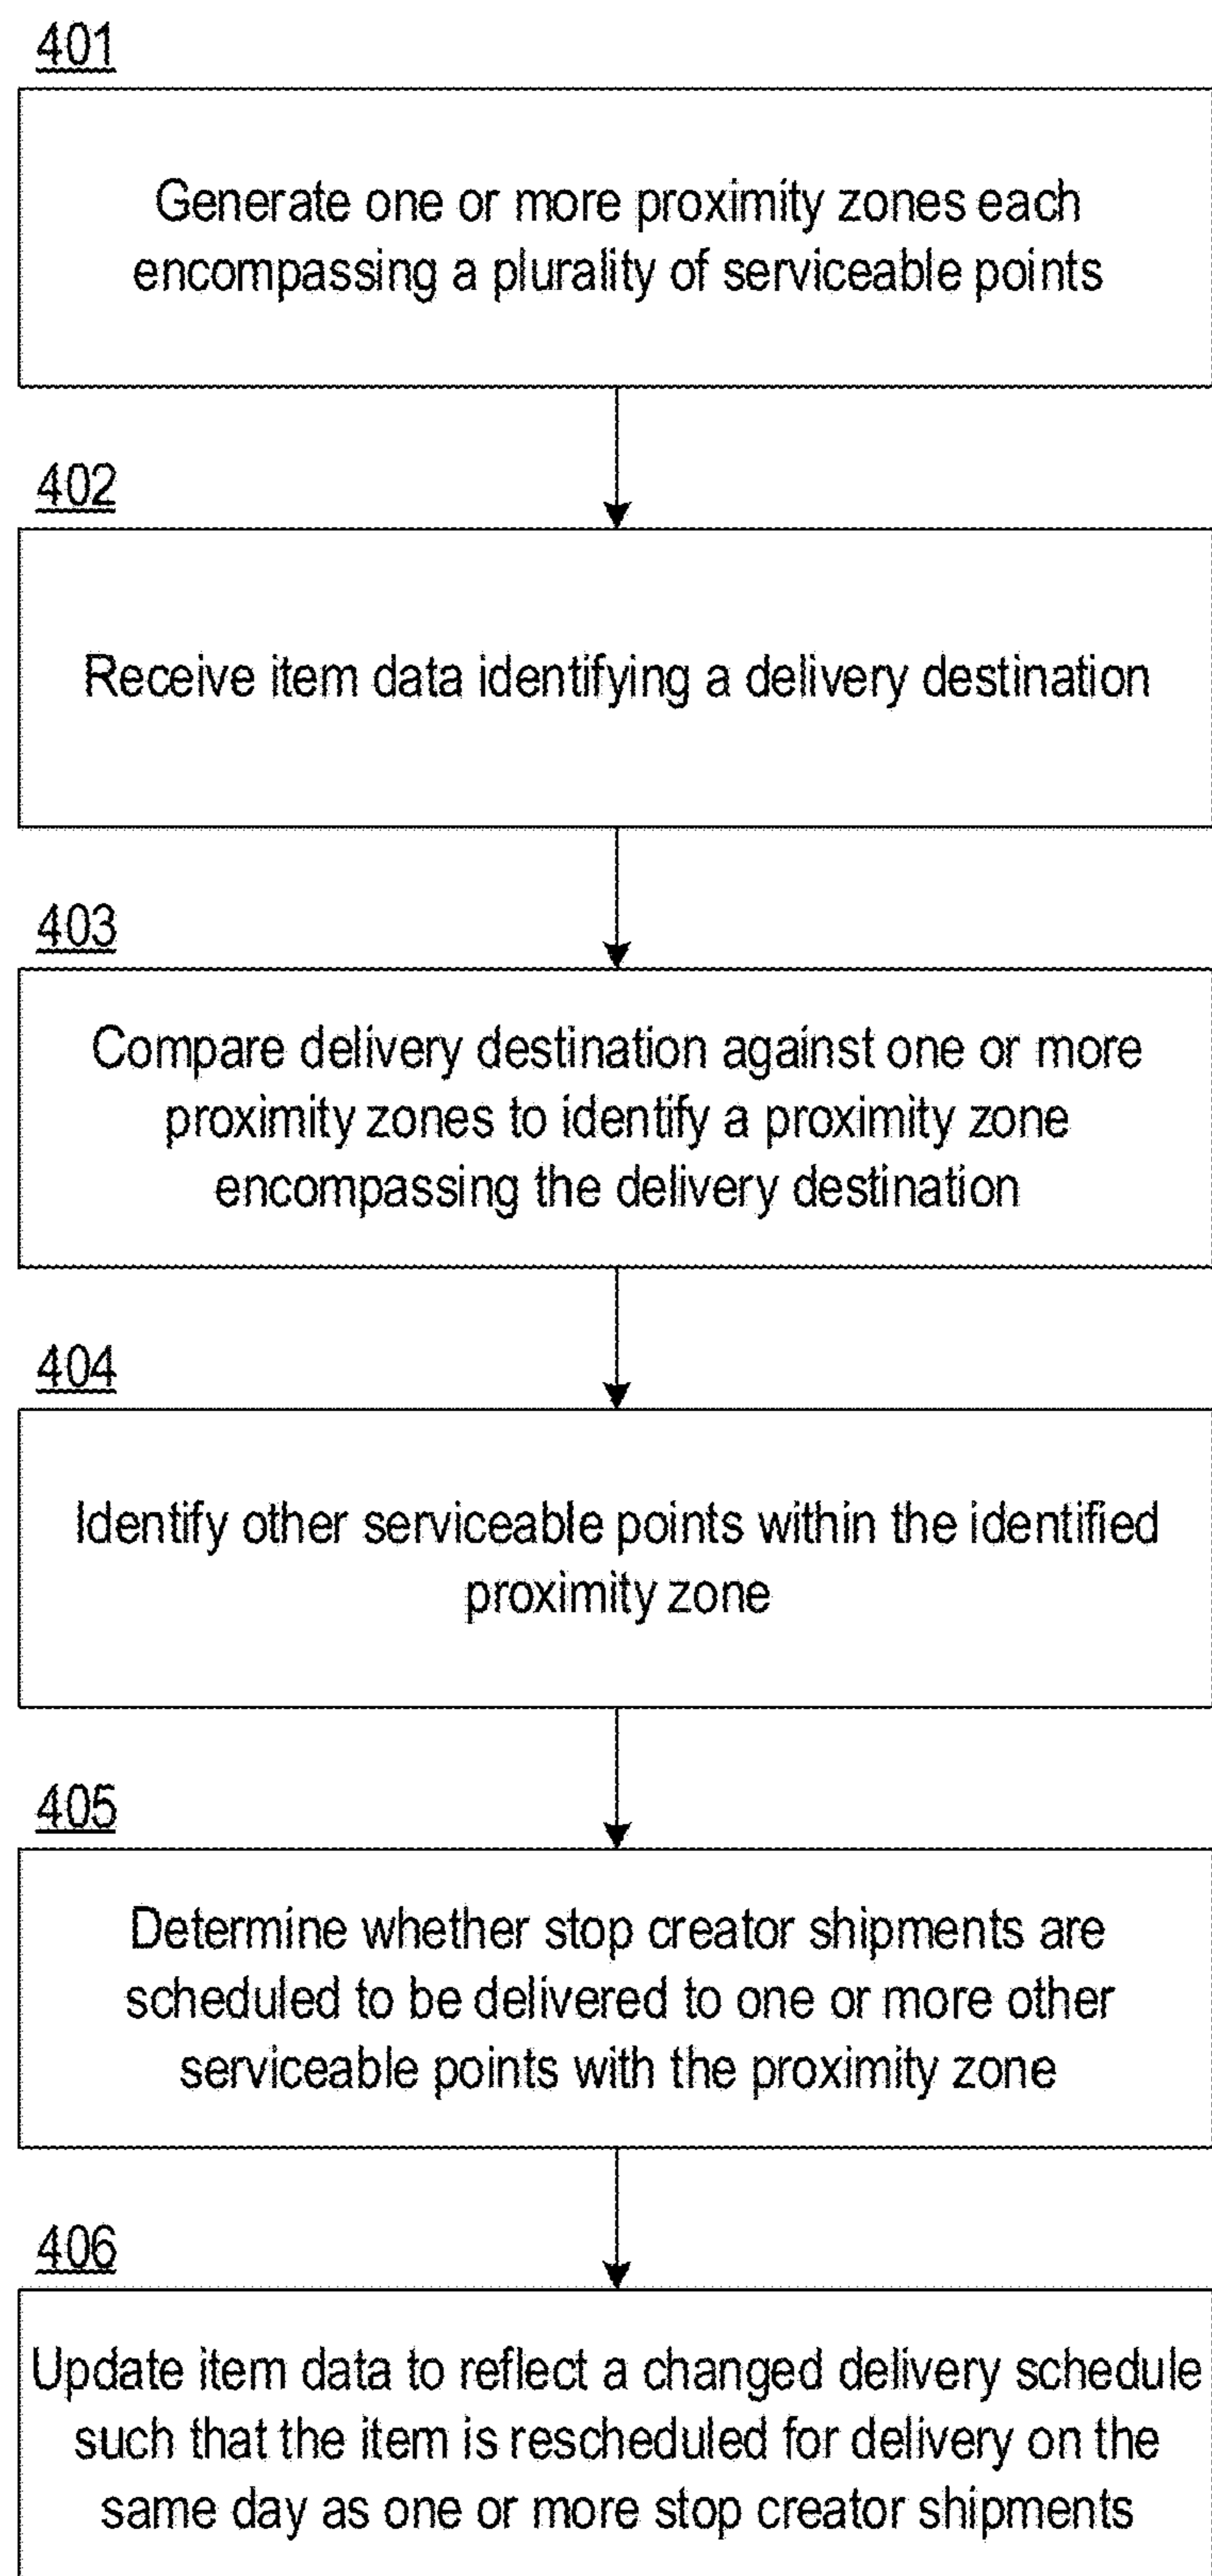 401
Generate one or more proximity zones each
encompassing a plurality of serviceable points
402
Receive item data identifying a delivery destination
403
Compare delivery destination against one or more
proximity zones to identify a proximity zone
encompassing the delivery destination
404
Identify other serviceable points within the identified
proximity zone
405
Determine whether stop creator shipments are
scheduled to be delivered to one or more other
serviceable points with the proximity zone
406
Update item data to reflect a changed delivery schedule
such that the item is rescheduled for delivery on the
same day as one or more stop creator shipments